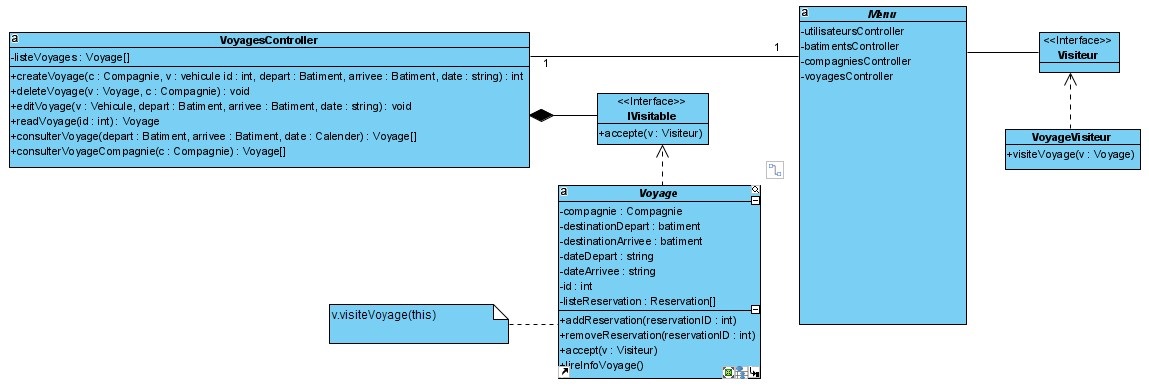 a
VoyagesController
-listeVoyages : Voyage[]
+createVoyage(c : Compagnie, v : vehicule id : int, depart : Batiment, arrivee : Batiment, date : string) : int
+deleteVoyage(v : Voyage, c : Compagnie) : void
+editVoyage(v : Vehicule, depart : Batiment, arrivee : Batiment, date : string) : void
+readVoyage(id : int) : Voyage
+consulterVoyage(depart : Batiment, arrivee : Batiment, date : Calender) : Voyage[]
+consulterVoyageCompagnie(c : Compagnie) : Voyage[]
1
1
a
Menu
-utilisateursController
-batimentsController
-compagniesController
-voyagesController
<<Interface>>
Visiteur
VoyageVisiteur
+visiteVoyage(v : Voyage)
<<Interface>>
IVisitable
+accepte(v : Visiteur)
a
Voyage
-compagnie : Compagnie
-destinationDepart : batiment
-destinationArrivee : batiment
-dateDepart : string
-dateArrivee : string
-id : int
-listeReservation : Reservation[]
+addReservation(reservationID : int)
+removeReservation(reservationID : int)
+accept(v : Visiteur)
+lireInfoVoyage()
v.visiteVoyage(this)